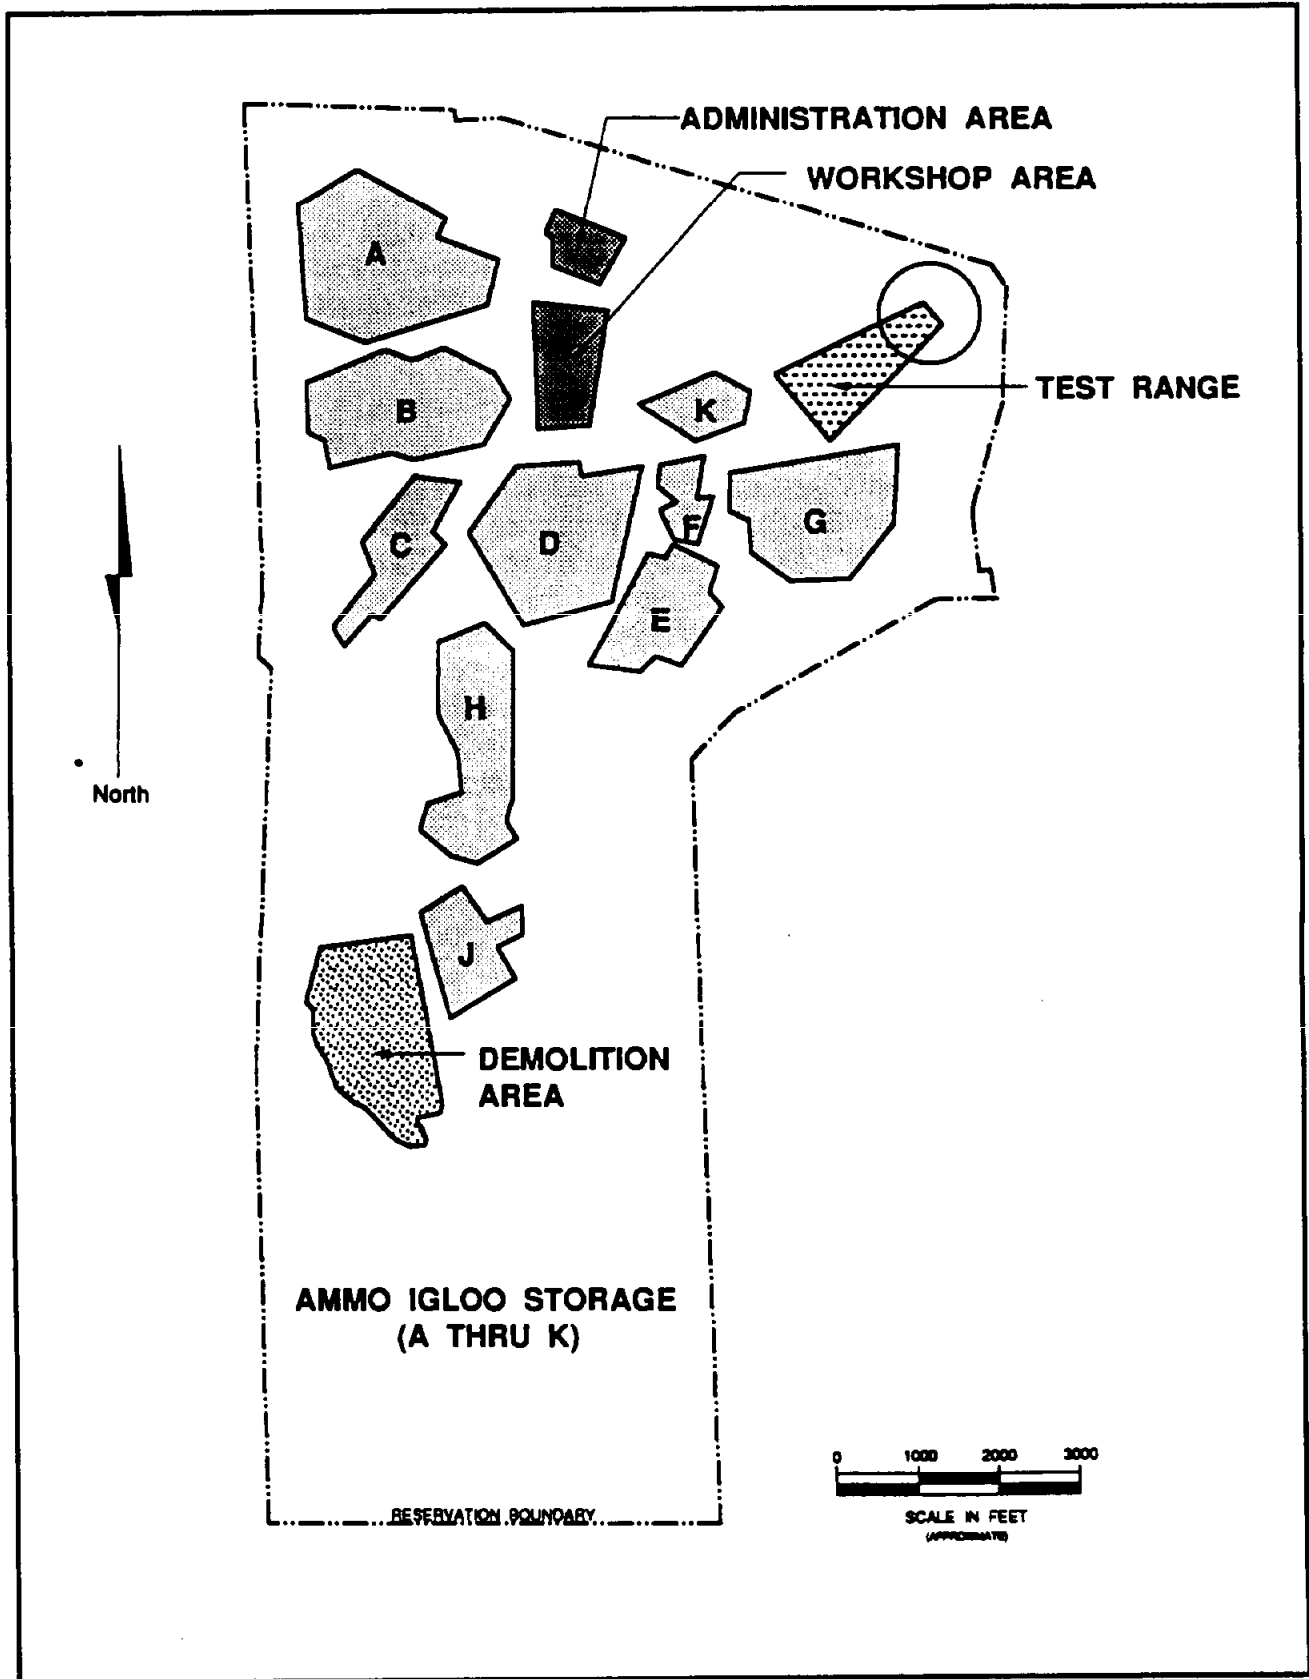 ADMINISTRATION AREA
WORKSHOP AREA
A
TEST RANGE
B
K
C
D
F
G
E
H
North
J
DEMOLITION
AREA
AMMO IGLOO STORAGE
(A THRU K)
0 1000 2000 3000
RESERVATION BOUNDARY
SCALE IN FEET
(APPROXIMATE)